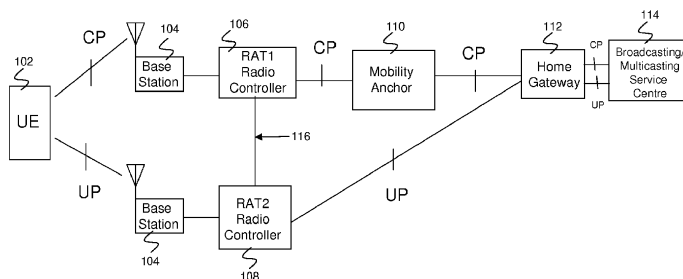 CP
104
106
CP
110
CP
112
CP
114
102
UE
Base
Station
RAT1
Radio
Controller
Mobility
Anchor
Home
Gateway
UP
Broadcasting/
Multicasting
Service
Centre
116
UP
Base
Station
104
RAT2
Radio
Controller
108
UP